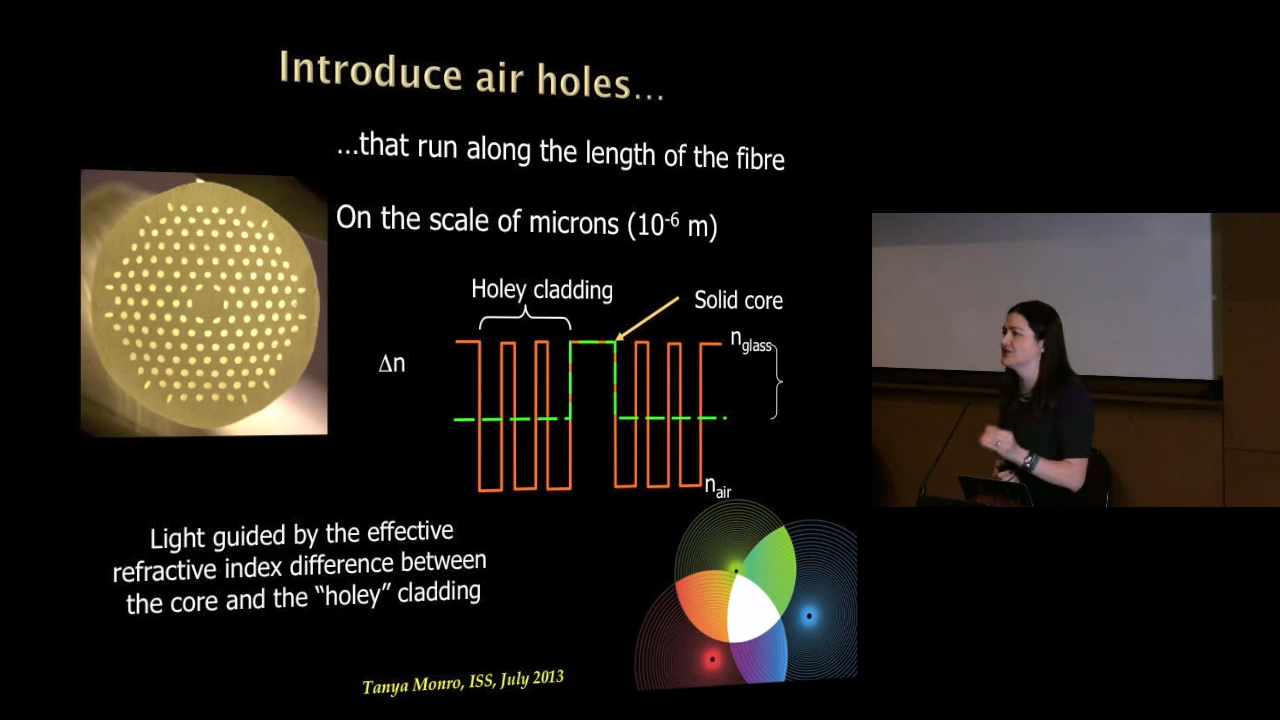 Introduce air holes...
...that run along the length of the fibre
On the scale of microns (10-6 m)
Holey cladding
Solid core
nglass
Δn
nair
Light guided by the effective
refractive index difference between
the core and the “holey” cladding
Tanya Monro, ISS, July 2013